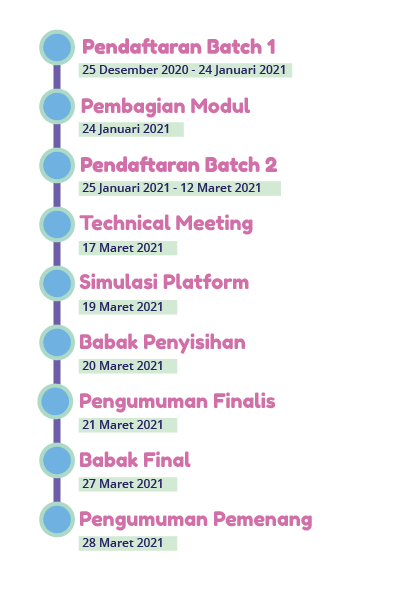 Pendaftaran Batch 1
25 Desember 2020 - 24 Januari 2021
Pembagian Modul
24 Januari 2021
Pendaftaran Batch 2
25 Januari 2021 - 12 Maret 2021
Technical Meeting
17 Maret 2021
Simulasi Platform
19 Maret 2021
Babak Penyisihan
20 Maret 2021
Pengumuman Finalis
21 Maret 2021
Babak Final
27 Maret 2021
Pengumuman Pemenang
28 Maret 2021